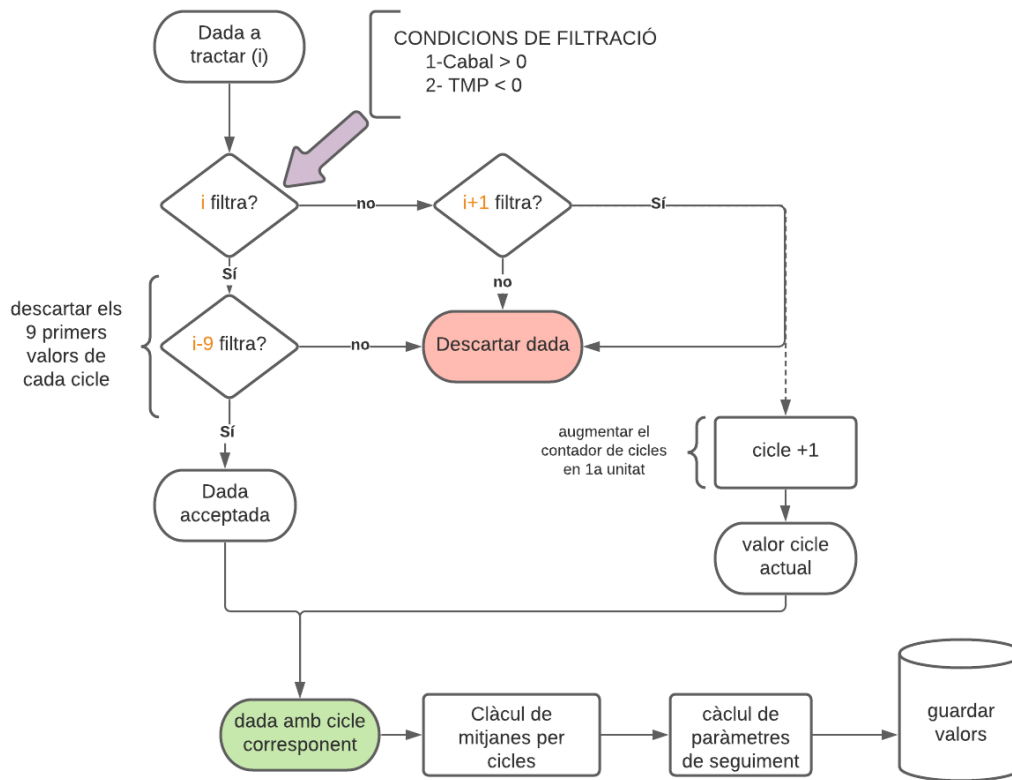 Dada a
tractar (i)
CONDICIONS DE FILTRACIÓ
1-Cabal > 0
2- TMP < 0
i filtra?
no
i+1 filtra?
Sí
Sí
no
descartar els
9 primers
valors de
cada cicle
i-9 filtra?
no
Descartar dada
Sí
augmentar el
contador de cicles
en 1a unitat
cicle +1
Dada
acceptada
valor cicle
actual
dada amb cicle
corresponent
Clàcul de
mitjanes per
cicles
càclul de
paràmetres
de seguiment
guardar
valors